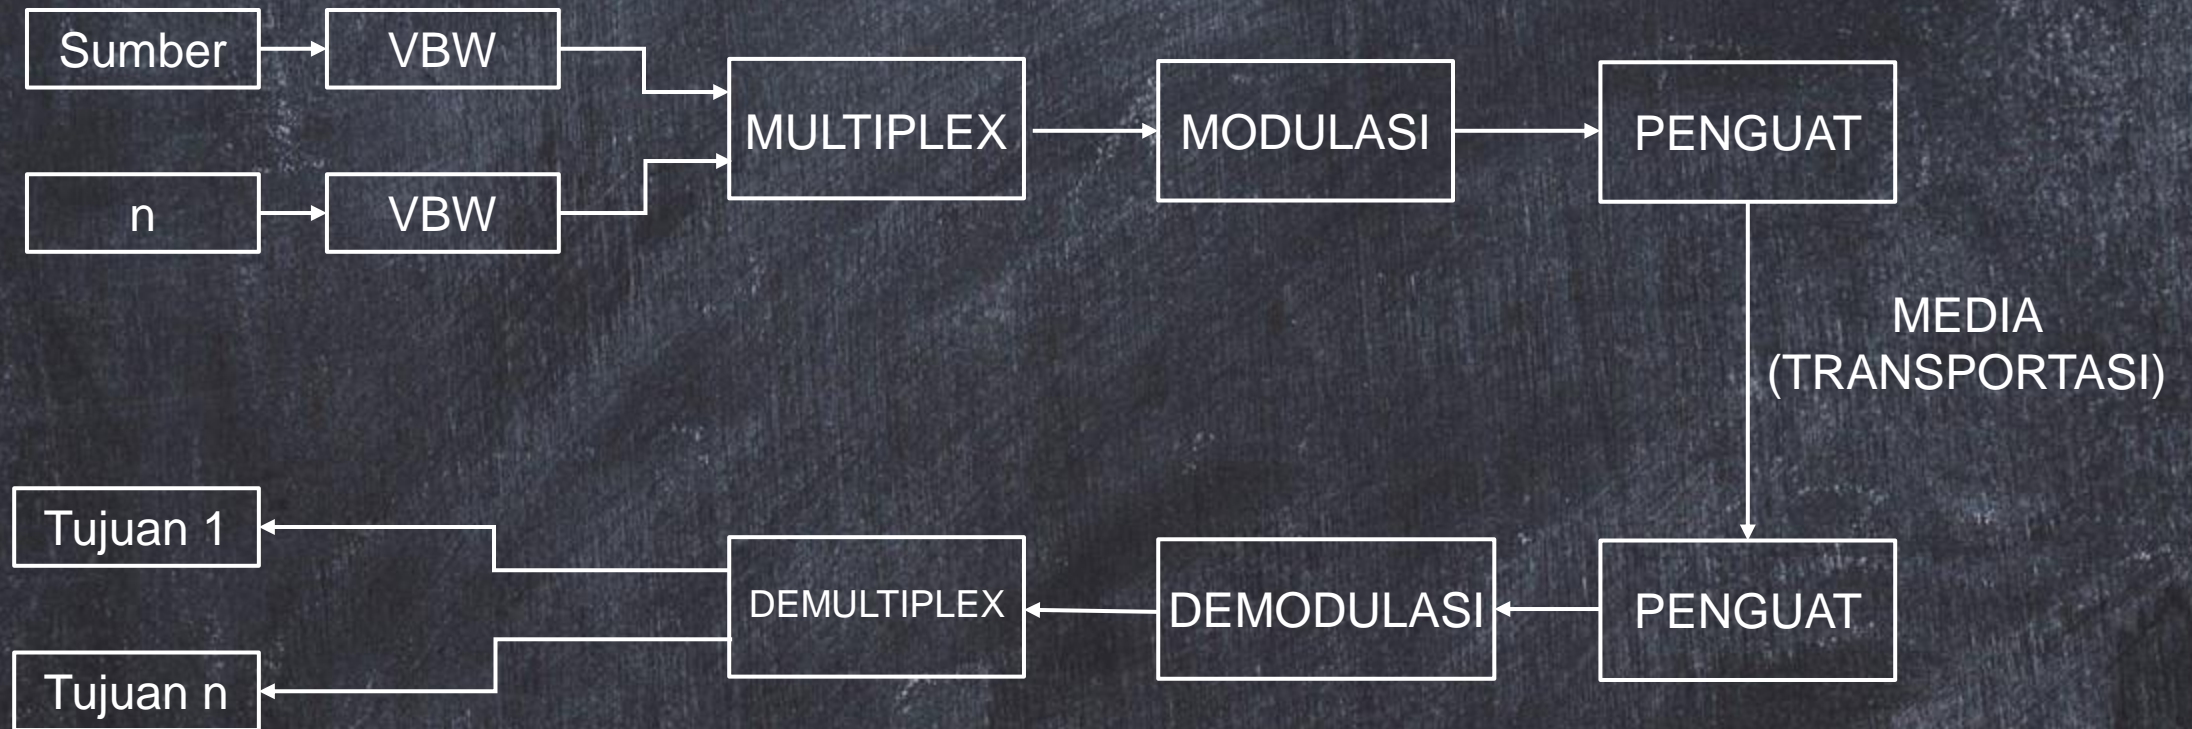 Sumber
VBW
MULTIPLEX
MODULASI
PENGUAT
n
VBW
MEDIA
(TRANSPORTASI)
Tujuan 1
DEMULTIPLEX
DEMODULASI
PENGUAT
Tujuan n